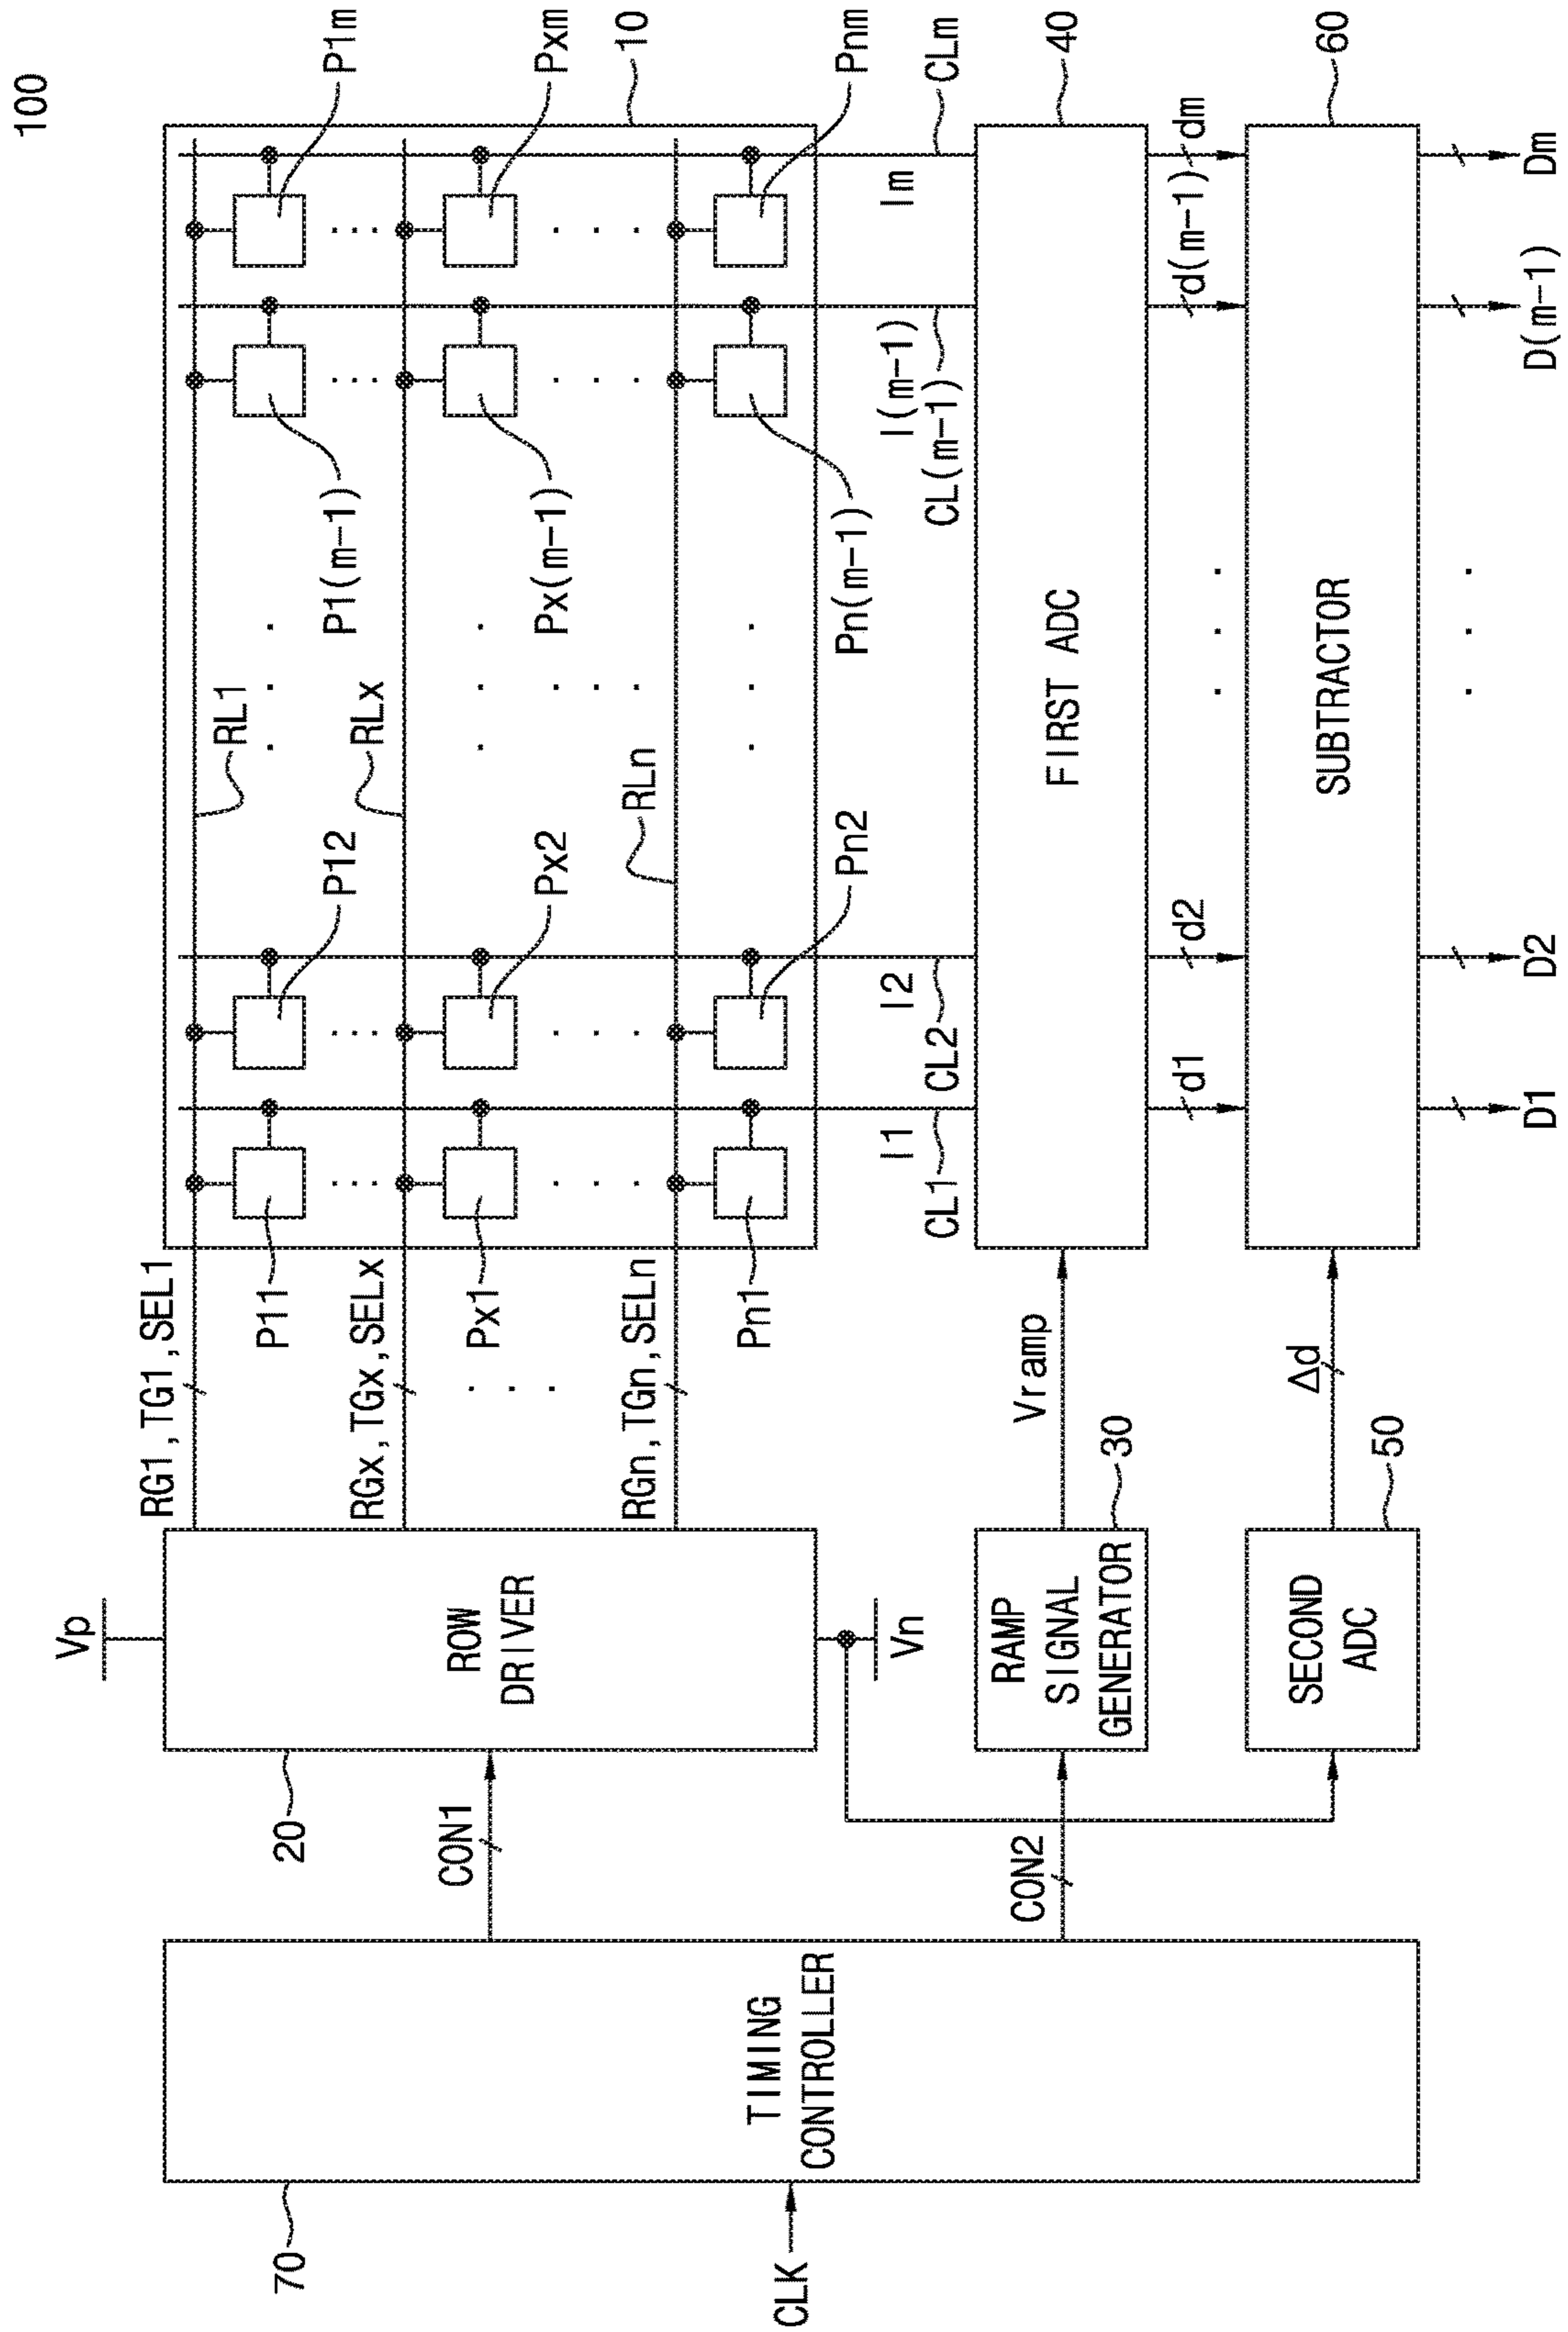 100
Vp
RG1,TG1,SEL1
RL1
P11
P12
P1(m-1)
P1m
ROW
DRIVER
20
CON1
RGx,TGx,SELx
RLx
Px1
Px2
Px(m-1)
Pxm
10
RGn,TGn,SELn
RLn
Pn1
Pn2
Pn(m-1)
Pnm
Vn
I1
I2
I(m-1)
Im
CL1
CL2
CL(m-1)
CLm
70
TIMING
CONTROLLER
CLK
CON2
RAMP
SIGNAL
GENERATOR
30
Vramp
FIRST ADC
40
d1
d2
d(m-1)
dm
SECOND
ADC
50
Δd
SUBTRACTOR
60
D1
D2
D(m-1)
Dm